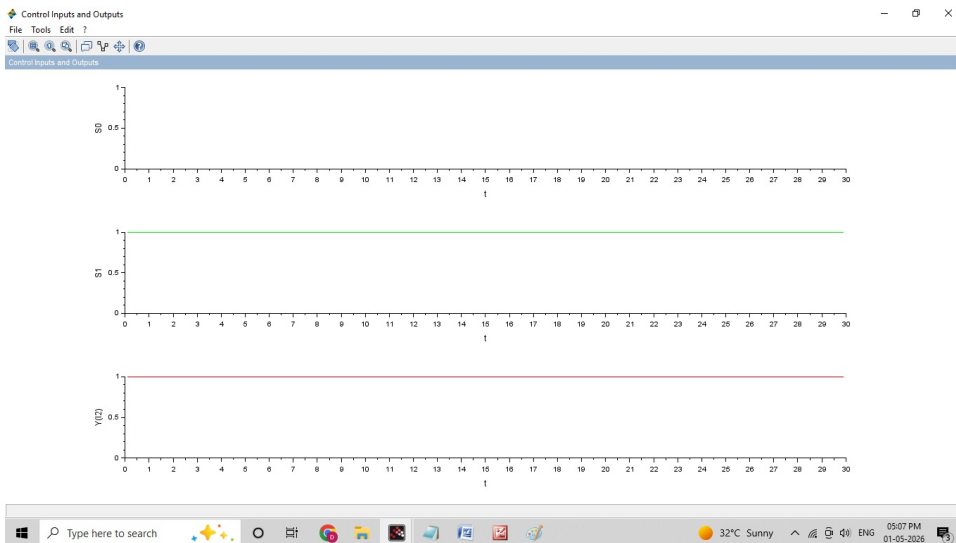 Control Inputs and Outputs
File Tools Edit ?
Control Inputs and Outputs
1
0.5
0
S0
0 1 2 3 4 5 6 7 8 9 10 11 12 13 14 15 16 17 18 19 20 21 22 23 24 25 26 27 28 29 30
t
1
0.5
0
S1
0 1 2 3 4 5 6 7 8 9 10 11 12 13 14 15 16 17 18 19 20 21 22 23 24 25 26 27 28 29 30
t
1
0.5
0
Y(I2)
0 1 2 3 4 5 6 7 8 9 10 11 12 13 14 15 16 17 18 19 20 21 22 23 24 25 26 27 28 29 30
t
Type here to search
32°C Sunny
ENG
05:07 PM
01-05-2026
3